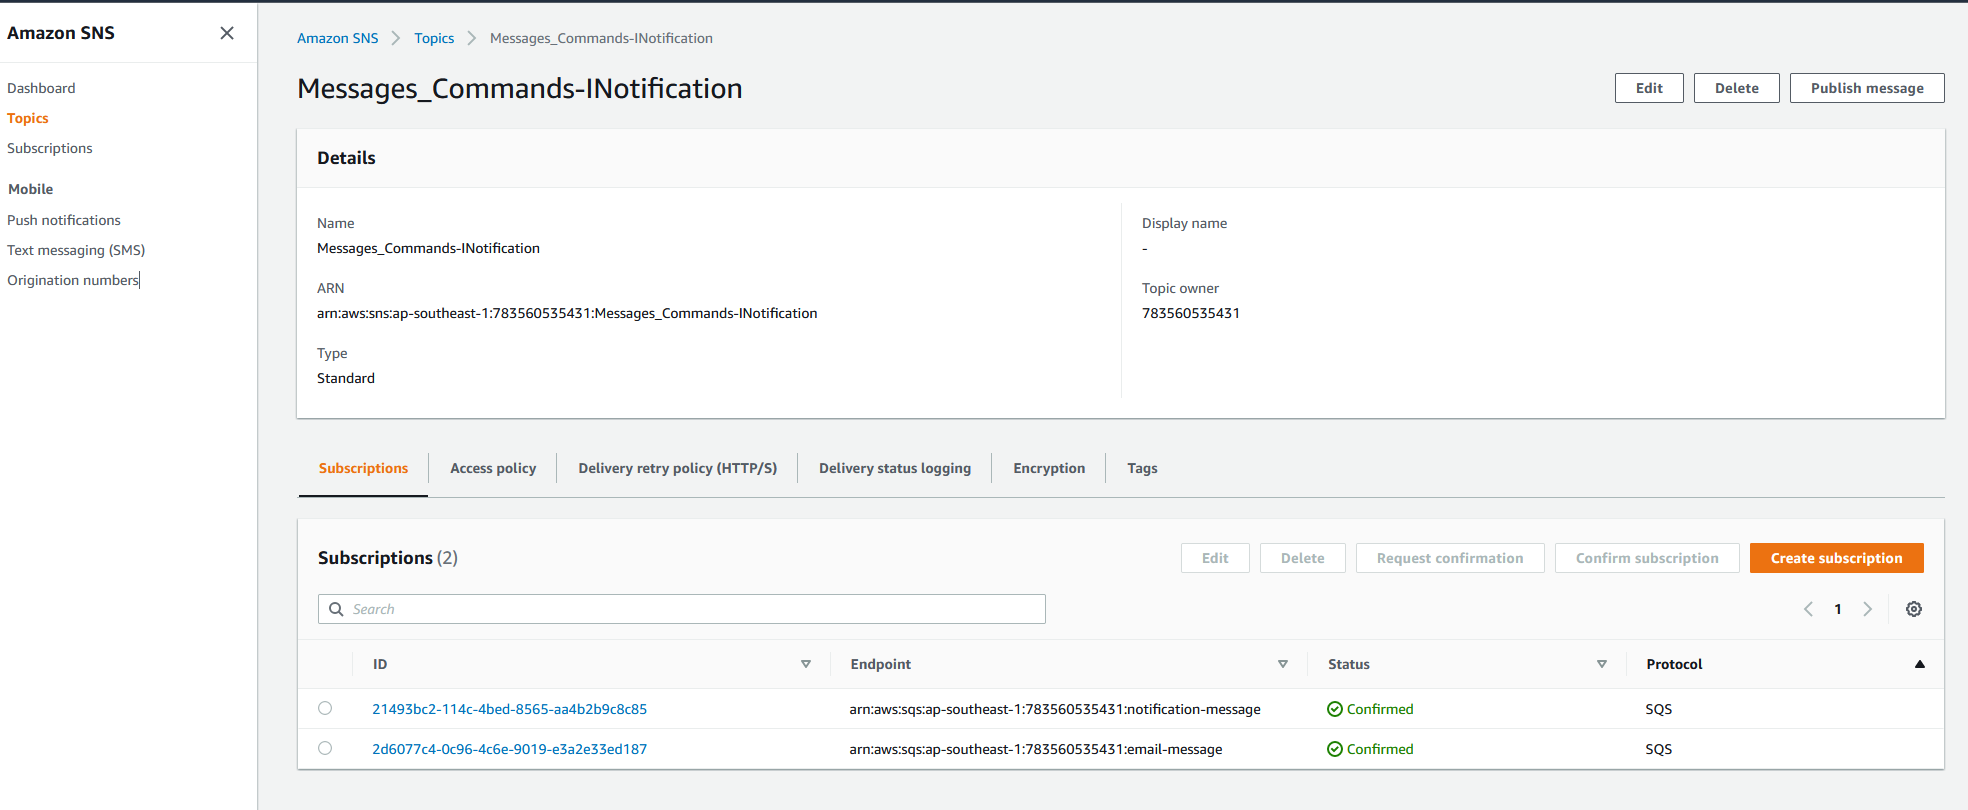 Amazon SNS
Dashboard
Topics
Subscriptions
Mobile
Push notifications
Text messaging (SMS)
Origination numbers
Amazon SNS Topics Messages_Commands-INotification
Messages_Commands-INotification
Edit Delete Publish message
Details
Name
Messages_Commands-INotification
ARN
arn:aws:sns:ap-southeast-1:783560535431:Messages_Commands-INotification
Type
Standard
Display name
-
Topic owner
783560535431
Subscriptions Access policy Delivery retry policy (HTTP/S) Delivery status logging Encryption Tags
Subscriptions (2)
Edit Delete Request confirmation Confirm subscription Create subscription
Search
1
ID Endpoint Status Protocol
21493bc2-114c-4bed-8565-aa4b2b9c8c85 arn:aws:sqs:ap-southeast-1:783560535431:notification-message Confirmed SQS
2d6077c4-0c96-4c6e-9019-e3a2e33ed187 arn:aws:sqs:ap-southeast-1:783560535431:email-message Confirmed SQS